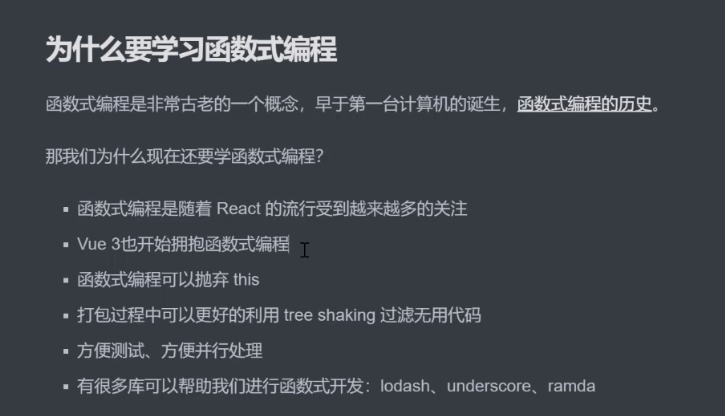 为什么要学习函数式编程
函数式编程是非常古老的一个概念，早于第一台计算机的诞生，函数式编程的历史。
那我们为什么现在还要学函数式编程？
函数式编程是随着 React 的流行受到越来越多的关注
Vue 3也开始拥抱函数式编程
函数式编程可以抛弃 this
打包过程中可以更好的利用 tree shaking 过滤无用代码
方便测试、方便并行处理
有很多库可以帮助我们进行函数式开发：lodash、underscore、ramda